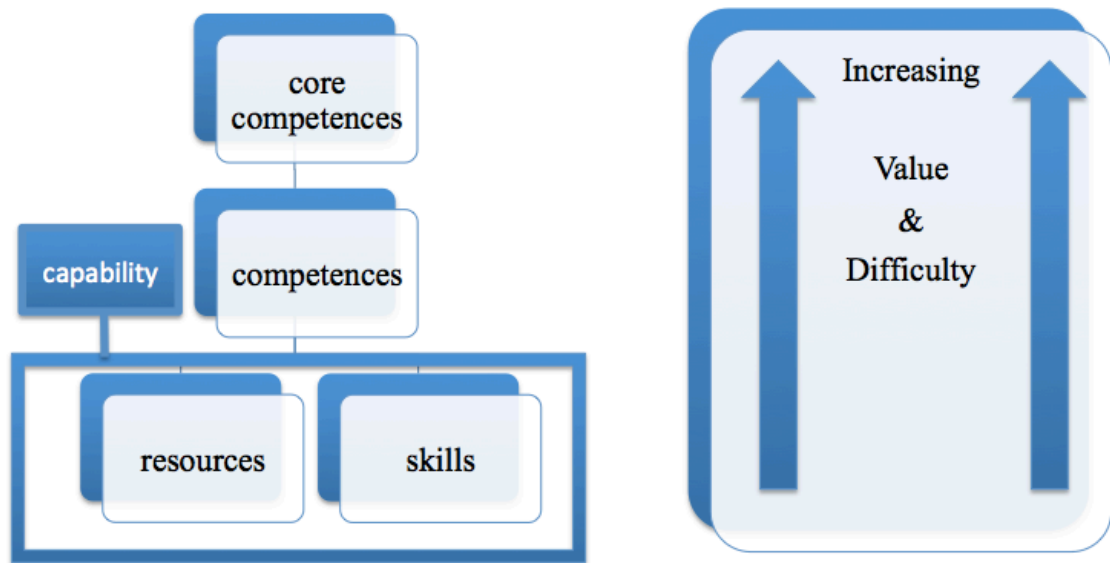 core
competences
competences
capability
resources
skills
Increasing
Value
&
Difficulty